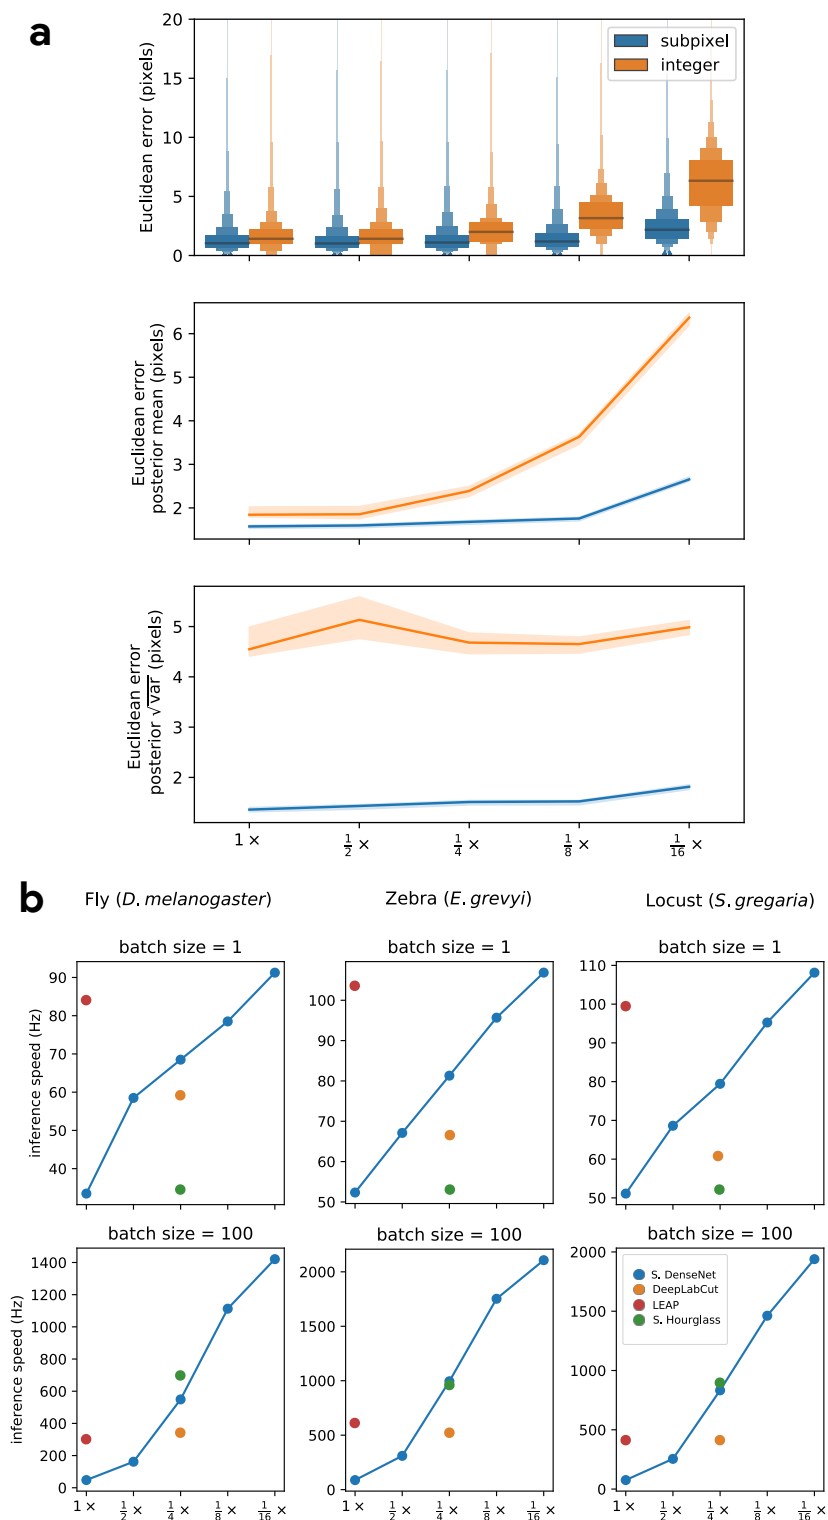 a
20
15
10
5
0
Euclidean error (pixels)
subpixel
integer
6
5
4
3
2
Euclidean error
posterior mean (pixels)
5
4
3
2
Euclidean error
posterior √var (pixels)
1 ×
1/2 ×
1/4 ×
1/8 ×
1/16 ×
b
Fly (D. melanogaster)
Zebra (E. grevyi)
Locust (S. gregaria)
batch size = 1
90
80
70
60
50
40
inference speed (Hz)
batch size = 1
100
90
80
70
60
50
batch size = 1
110
100
90
80
70
60
50
batch size = 100
1400
1200
1000
800
600
400
200
0
inference speed (Hz)
1 ×
1/2 ×
1/4 ×
1/8 ×
1/16 ×
batch size = 100
2000
1500
1000
500
0
1 ×
1/2 ×
1/4 ×
1/8 ×
1/16 ×
batch size = 100
2000
1500
1000
500
0
S. DenseNet
DeepLabCut
LEAP
S. Hourglass
1 ×
1/2 ×
1/4 ×
1/8 ×
1/16 ×